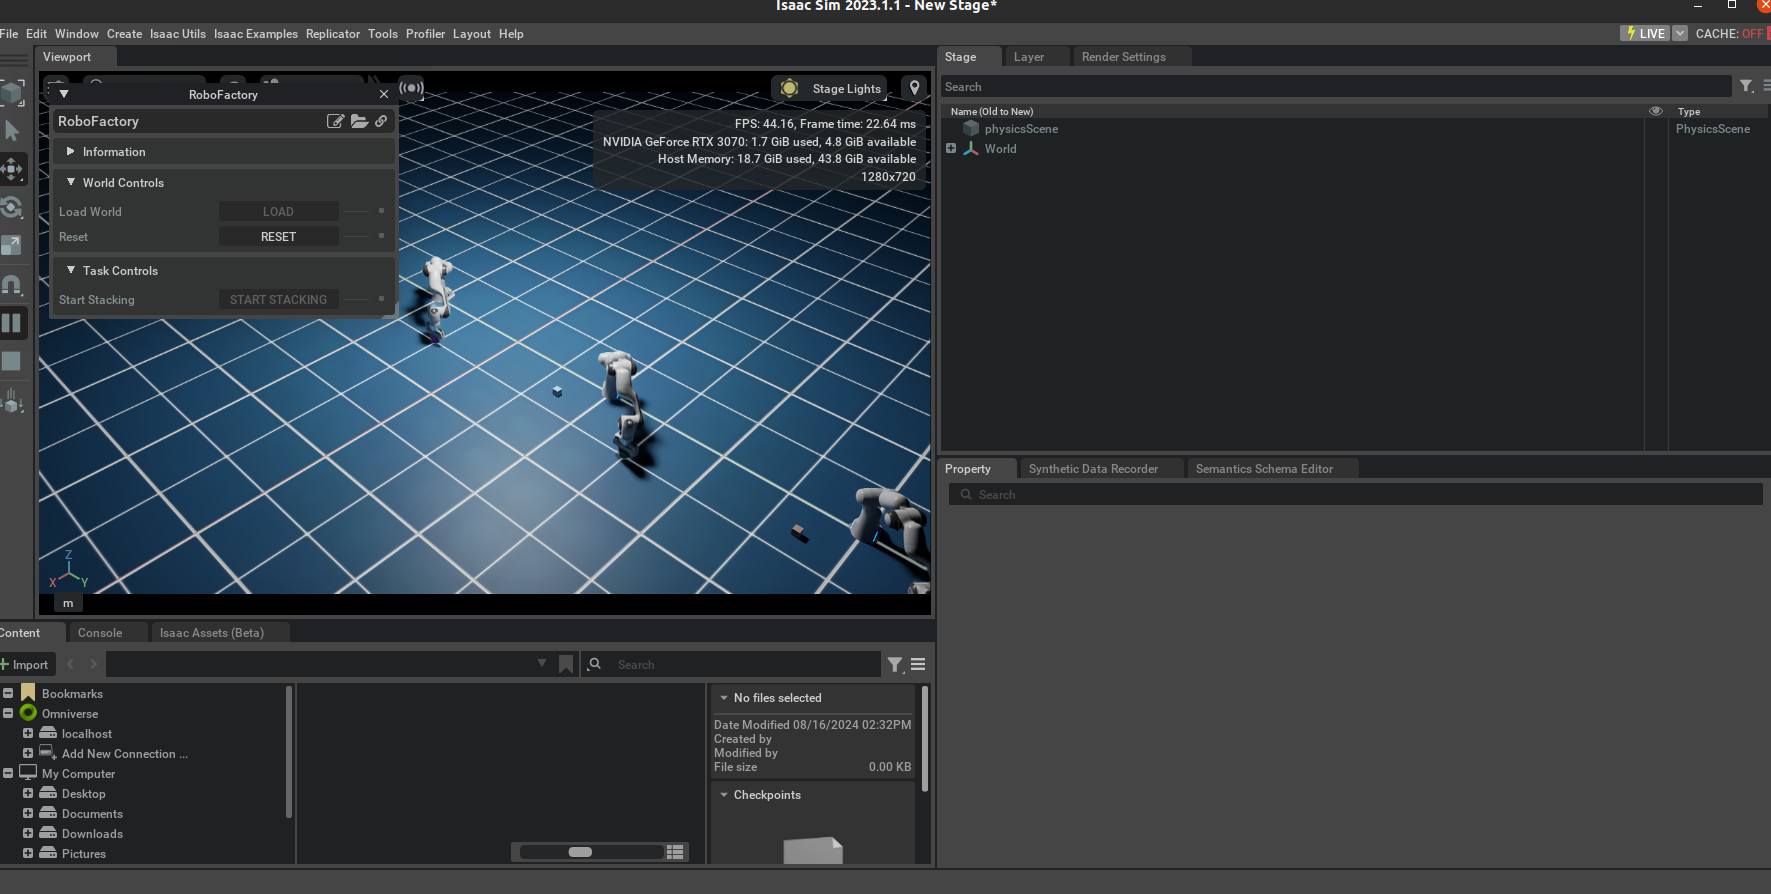 Isaac Sim 2023.1.1 - New Stage*
File Edit Window Create Isaac Utils Isaac Examples Replicator Tools Profiler Layout Help
LIVE
CACHE: OFF
Viewport
RoboFactory
RoboFactory
Information
World Controls
Load World LOAD
Reset RESET
Task Controls
Start Stacking START STACKING
Stage Lights
FPS: 44.16, Frame time: 22.64 ms
NVIDIA GeForce RTX 3070: 1.7 GiB used, 4.8 GiB available
Host Memory: 18.7 GiB used, 43.8 GiB available
1280x720
Z
X
Y
m
Stage Layer Render Settings
Search
Name (Old to New) Type
physicsScene PhysicsScene
World
Property Synthetic Data Recorder Semantics Schema Editor
Search
Content Console Isaac Assets (Beta)
Import
Search
Bookmarks
Omniverse
localhost
Add New Connection ...
My Computer
Desktop
Documents
Downloads
Pictures
No files selected
Date Modified 08/16/2024 02:32PM
Created by
Modified by
File size 0.00 KB
Checkpoints